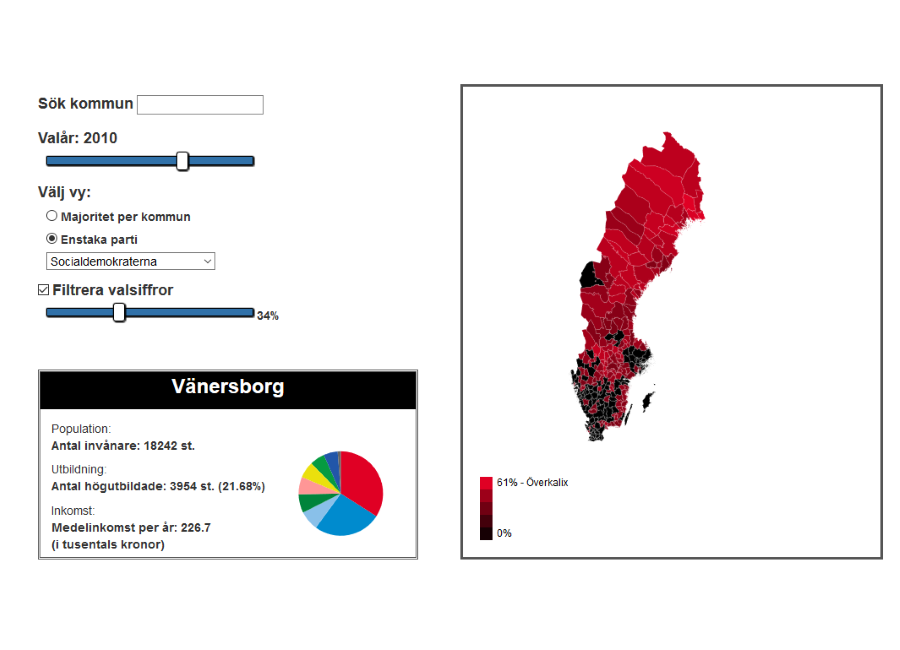 Sök kommun
Valår: 2010
Välj vy:
Majoritet per kommun
Enstaka parti
Socialdemokraterna
Filtrera valsiffror
34%
Vänersborg
Population:
Antal invånare: 18242 st.
Utbildning:
Antal högutbildade: 3954 st. (21.68%)
Inkomst:
Medelinkomst per år: 226.7
(i tusentals kronor)
61% - Överkalix
0%